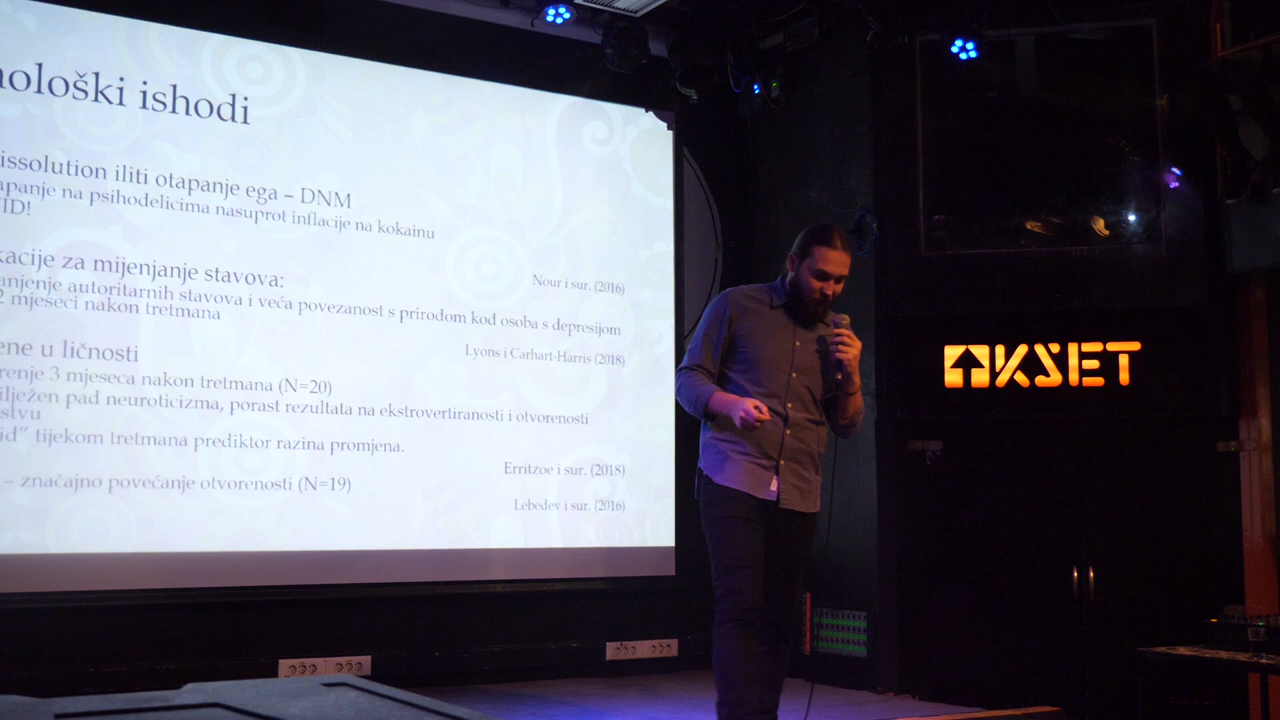 nološki ishodi
issolution iliti otapanje ega – DNM
apanje na psihodelicima nasuprot inflacije na kokainu
ID!
Nour i sur. (2016)
kacije za mijenjanje stavova:
anjenje autoritarnih stavova i veća povezanost s prirodom kod osoba s depresijom
2 mjeseci nakon tretmana
Lyons i Carhart-Harris (2018)
ene u ličnosti
renje 3 mjeseca nakon tretmana (N=20)
ilježen pad neuroticizma, porast rezultata na ekstrovertiranosti i otvorenosti
stvu
id" tijekom tretmana prediktor razina promjena.
Erritzoe i sur. (2018)
– značajno povećanje otvorenosti (N=19)
Lebedev i sur. (2016)
KSET